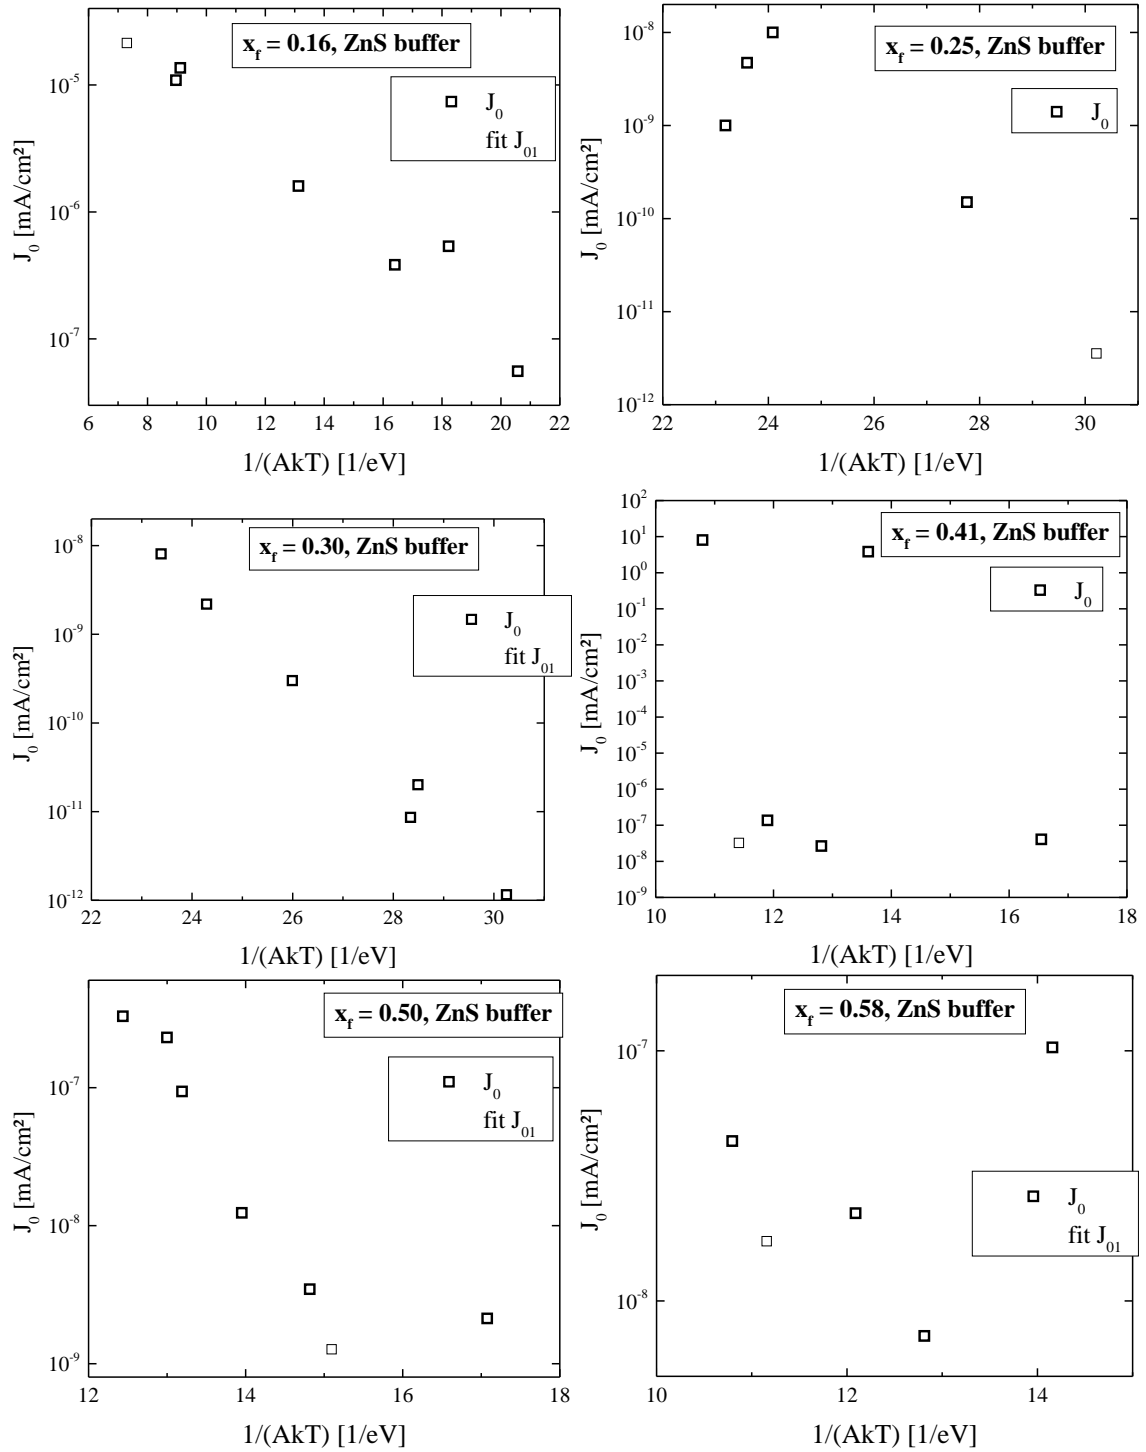 x_f = 0.16, ZnS buffer
J_0
fit J_01
10^-5
10^-6
10^-7
J_0 [mA/cm²]
6 8 10 12 14 16 18 20 22
1/(AkT) [1/eV]
x_f = 0.25, ZnS buffer
J_0
10^-8
10^-9
10^-10
10^-11
10^-12
J_0 [mA/cm²]
22 24 26 28 30
1/(AkT) [1/eV]
x_f = 0.30, ZnS buffer
J_0
fit J_01
10^-8
10^-9
10^-10
10^-11
10^-12
J_0 [mA/cm²]
22 24 26 28 30
1/(AkT) [1/eV]
x_f = 0.41, ZnS buffer
J_0
10^2
10^1
10^0
10^-1
10^-2
10^-3
10^-4
10^-5
10^-6
10^-7
10^-8
10^-9
J_0 [mA/cm²]
10 12 14 16 18
1/(AkT) [1/eV]
x_f = 0.50, ZnS buffer
J_0
fit J_01
10^-7
10^-8
10^-9
J_0 [mA/cm²]
12 14 16 18
1/(AkT) [1/eV]
x_f = 0.58, ZnS buffer
J_0
fit J_01
10^-7
10^-8
J_0 [mA/cm²]
10 12 14
1/(AkT) [1/eV]